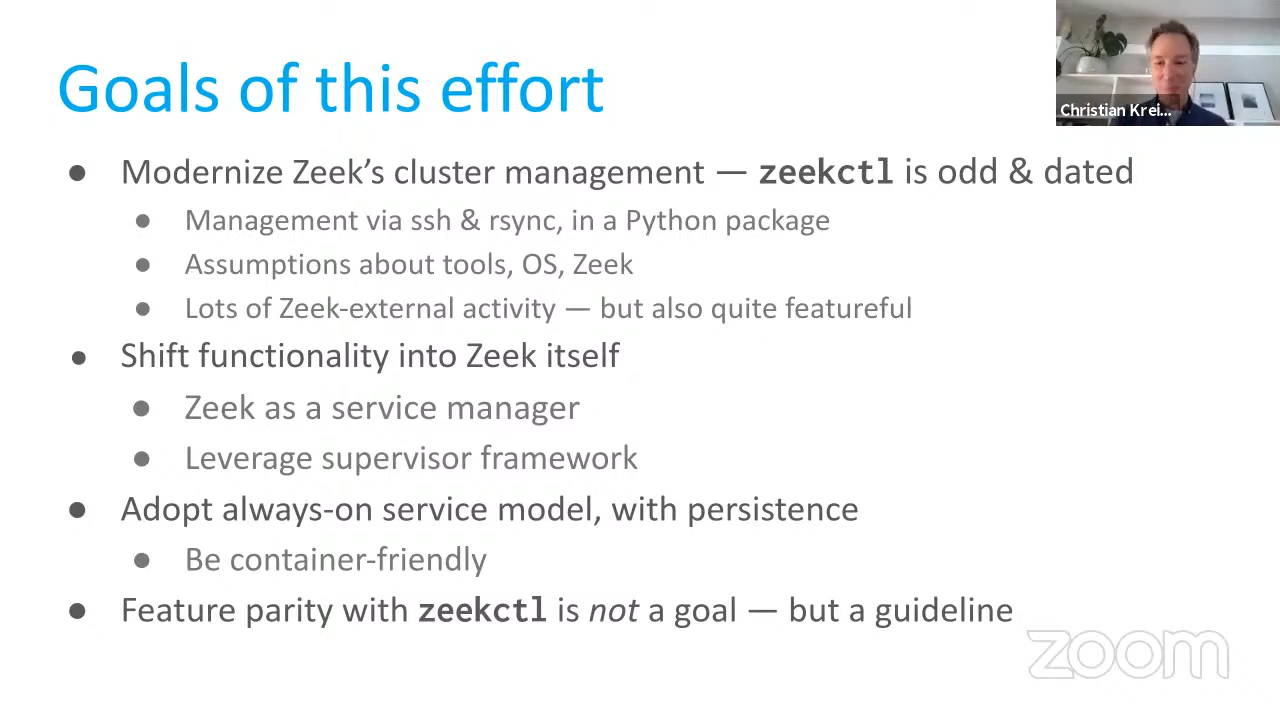 Goals of this effort
Christian Krei...
● Modernize Zeek’s cluster management — zeekctl is odd & dated
● Management via ssh & rsync, in a Python package
● Assumptions about tools, OS, Zeek
● Lots of Zeek-external activity — but also quite featureful
● Shift functionality into Zeek itself
● Zeek as a service manager
● Leverage supervisor framework
● Adopt always-on service model, with persistence
● Be container-friendly
● Feature parity with zeekctl is not a goal — but a guideline
zoom